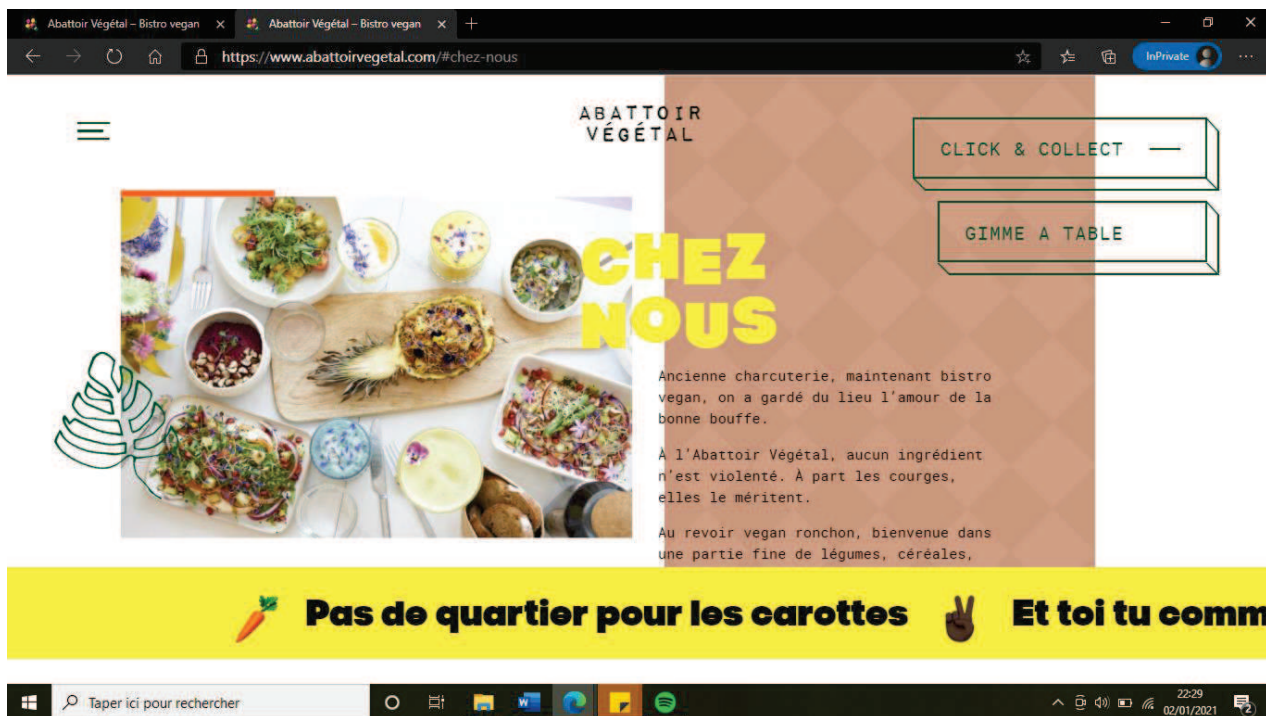 Abattoir Végétal – Bistro vegan
Abattoir Végétal – Bistro vegan
https://www.abattoirvegetal.com/#chez-nous
InPrivate
ABATTOIR
VÉGÉTAL
CLICK & COLLECT
GIMME A TABLE
CHEZ
NOUS
Ancienne charcuterie, maintenant bistro
vegan, on a gardé du lieu l'amour de la
bonne bouffe.
À l'Abattoir Végétal, aucun ingrédient
n'est violenté. À part les courges,
elles le méritent.
Au revoir vegan ronchon, bienvenue dans
une partie fine de légumes, céréales,
Pas de quartier pour les carottes
Et toi tu comm
Taper ici pour rechercher
22:29
02/01/2021
2